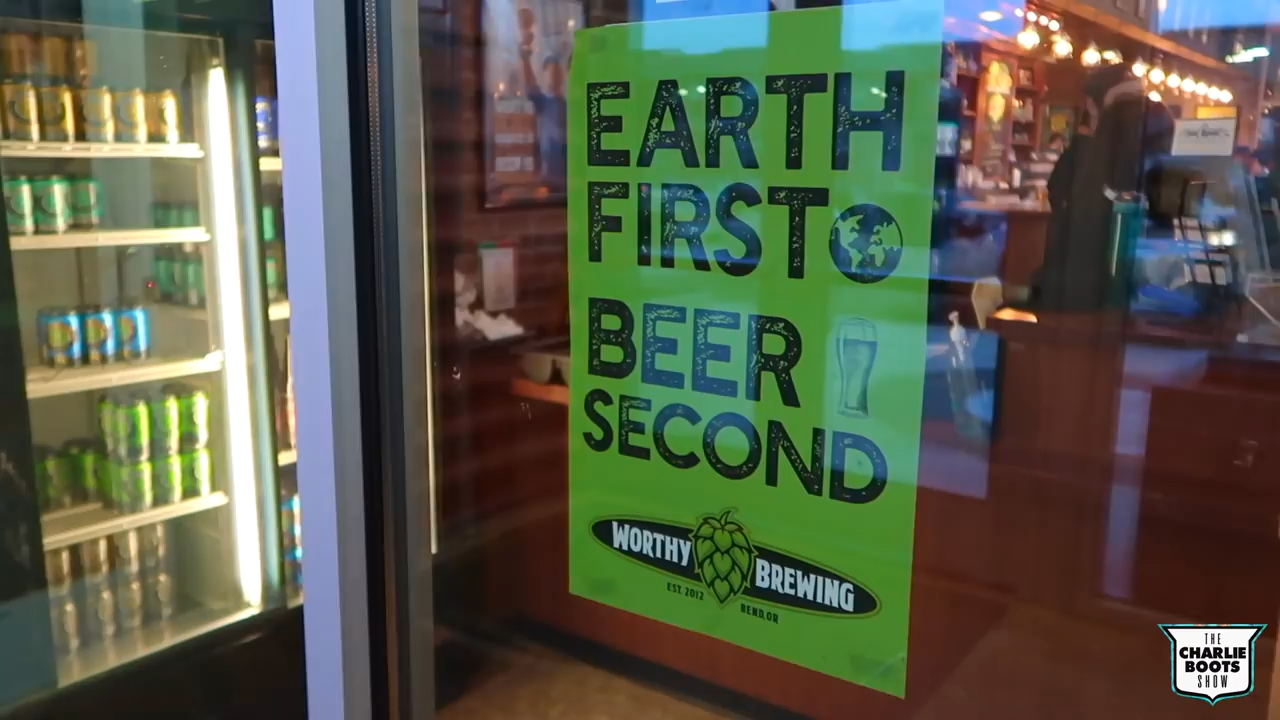 EARTH
FIRST
BEER
SECOND
WORTHY BREWING
EST. 2012 BEND, OR
THE
CHARLIE
BOOTS
SHOW